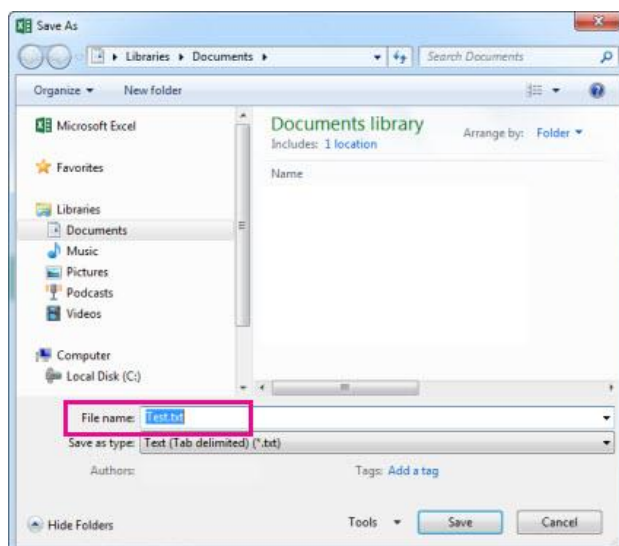 Save As
Libraries Documents
Search Documents
Organize New folder
Microsoft Excel
Favorites
Libraries
Documents
Music
Pictures
Podcasts
Videos
Computer
Local Disk (C:)
Documents library
Includes: 1 location
Arrange by: Folder
Name
File name: Test.txt
Save as type: Text (Tab delimited) (*.txt)
Authors: Tags: Add a tag
Hide Folders Tools Save Cancel